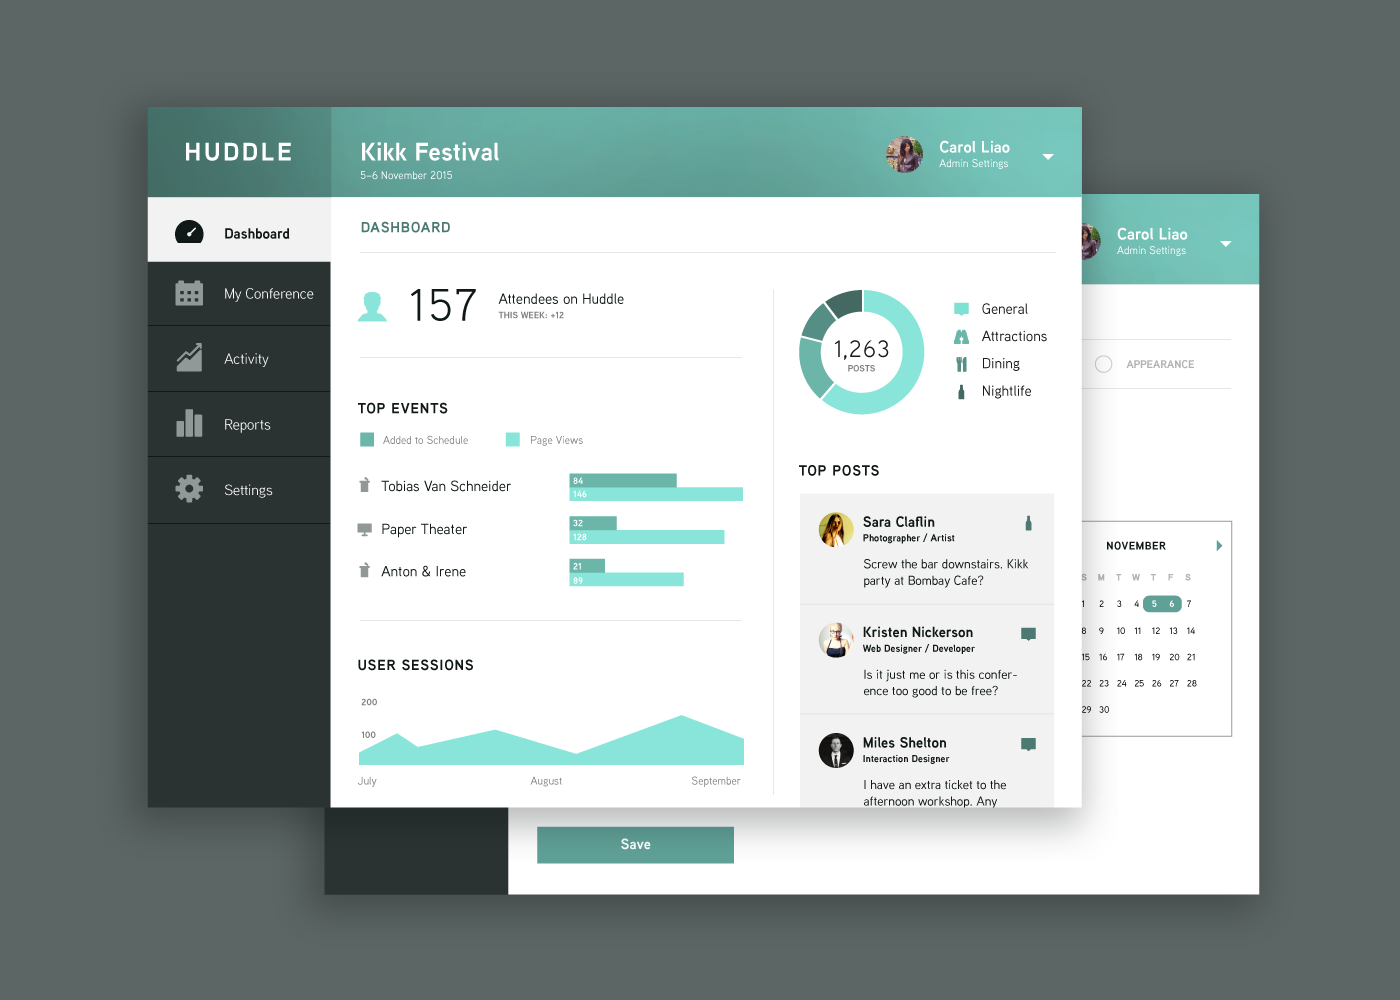 HUDDLE
Kikk Festival
5–6 November 2015
Carol Liao
Admin Settings
Dashboard
My Conference
Activity
Reports
Settings
DASHBOARD
157
Attendees on Huddle
THIS WEEK: +12
TOP EVENTS
Added to Schedule
Page Views
Tobias Van Schneider
84
146
Paper Theater
32
128
Anton & Irene
21
89
USER SESSIONS
200
100
July August September
1,263
POSTS
General
Attractions
Dining
Nightlife
TOP POSTS
Sara Claflin
Photographer / Artist
Screw the bar downstairs. Kikk
party at Bombay Cafe?
Kristen Nickerson
Web Designer / Developer
Is it just me or is this confer-
ence too good to be free?
Miles Shelton
Interaction Designer
I have an extra ticket to the
afternoon workshop. Any
Carol Liao
Admin Settings
APPEARANCE
NOVEMBER
S M T W T F S
1 2 3 4 5 6 7
8 9 10 11 12 13 14
15 16 17 18 19 20 21
22 23 24 25 26 27 28
29 30
Save